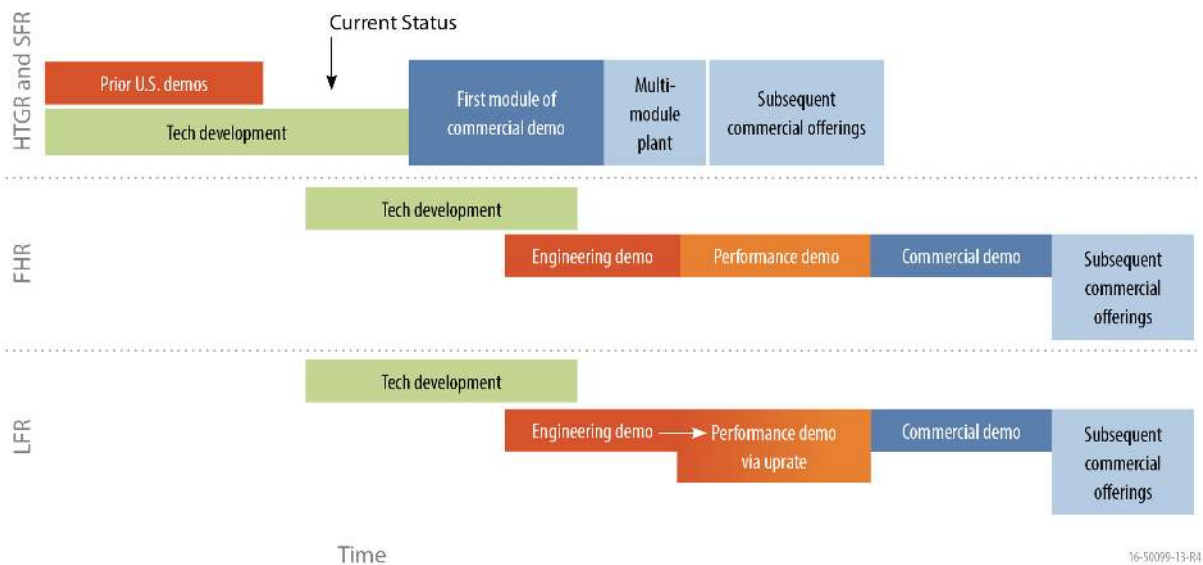 Current Status
HTGR and SFR
Prior U.S. demos
Tech development
First module of
commercial demo
Multi-
module
plant
Subsequent
commercial offerings
FHR
Tech development
Engineering demo
Performance demo
Commercial demo
Subsequent
commercial
offerings
LFR
Tech development
Engineering demo
Performance demo
via uprate
Commercial demo
Subsequent
commercial
offerings
Time
16-50099-13-R4